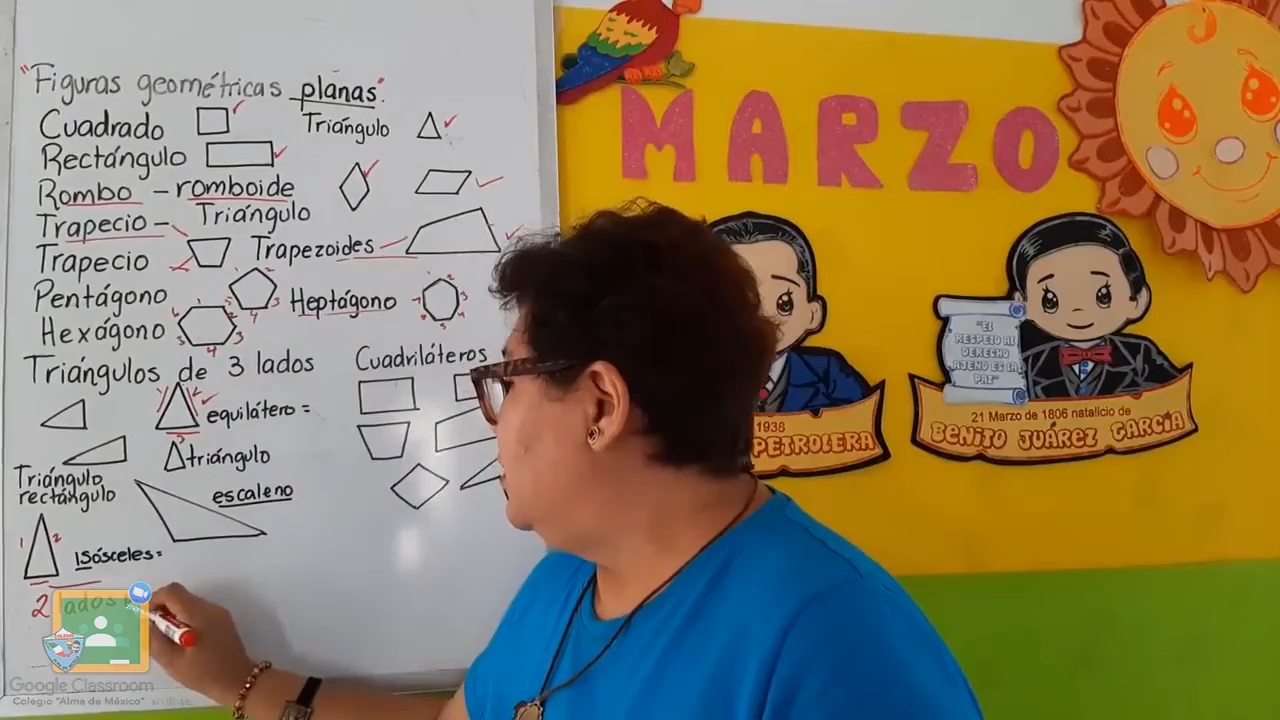 "Figuras geométricas planas".
Cuadrado Triángulo
Rectángulo
Rombo - romboide
Trapecio - Triángulo
Trapecio Trapezoides
Pentágono Heptágono
Hexágono
Triángulos de 3 lados Cuadriláteros
equilátero =
triángulo
Triángulo
rectángulo
escaleno
Isósceles=
2 lados
Google Classroom
Colegio "Alma de México"
MARZO
"EL
RESPETO AL
DERECHO
AJENO ES LA
PAZ"
1938
PETROLERA
21 Marzo de 1806 natalicio de
BENITO JUÁREZ GARCÍA